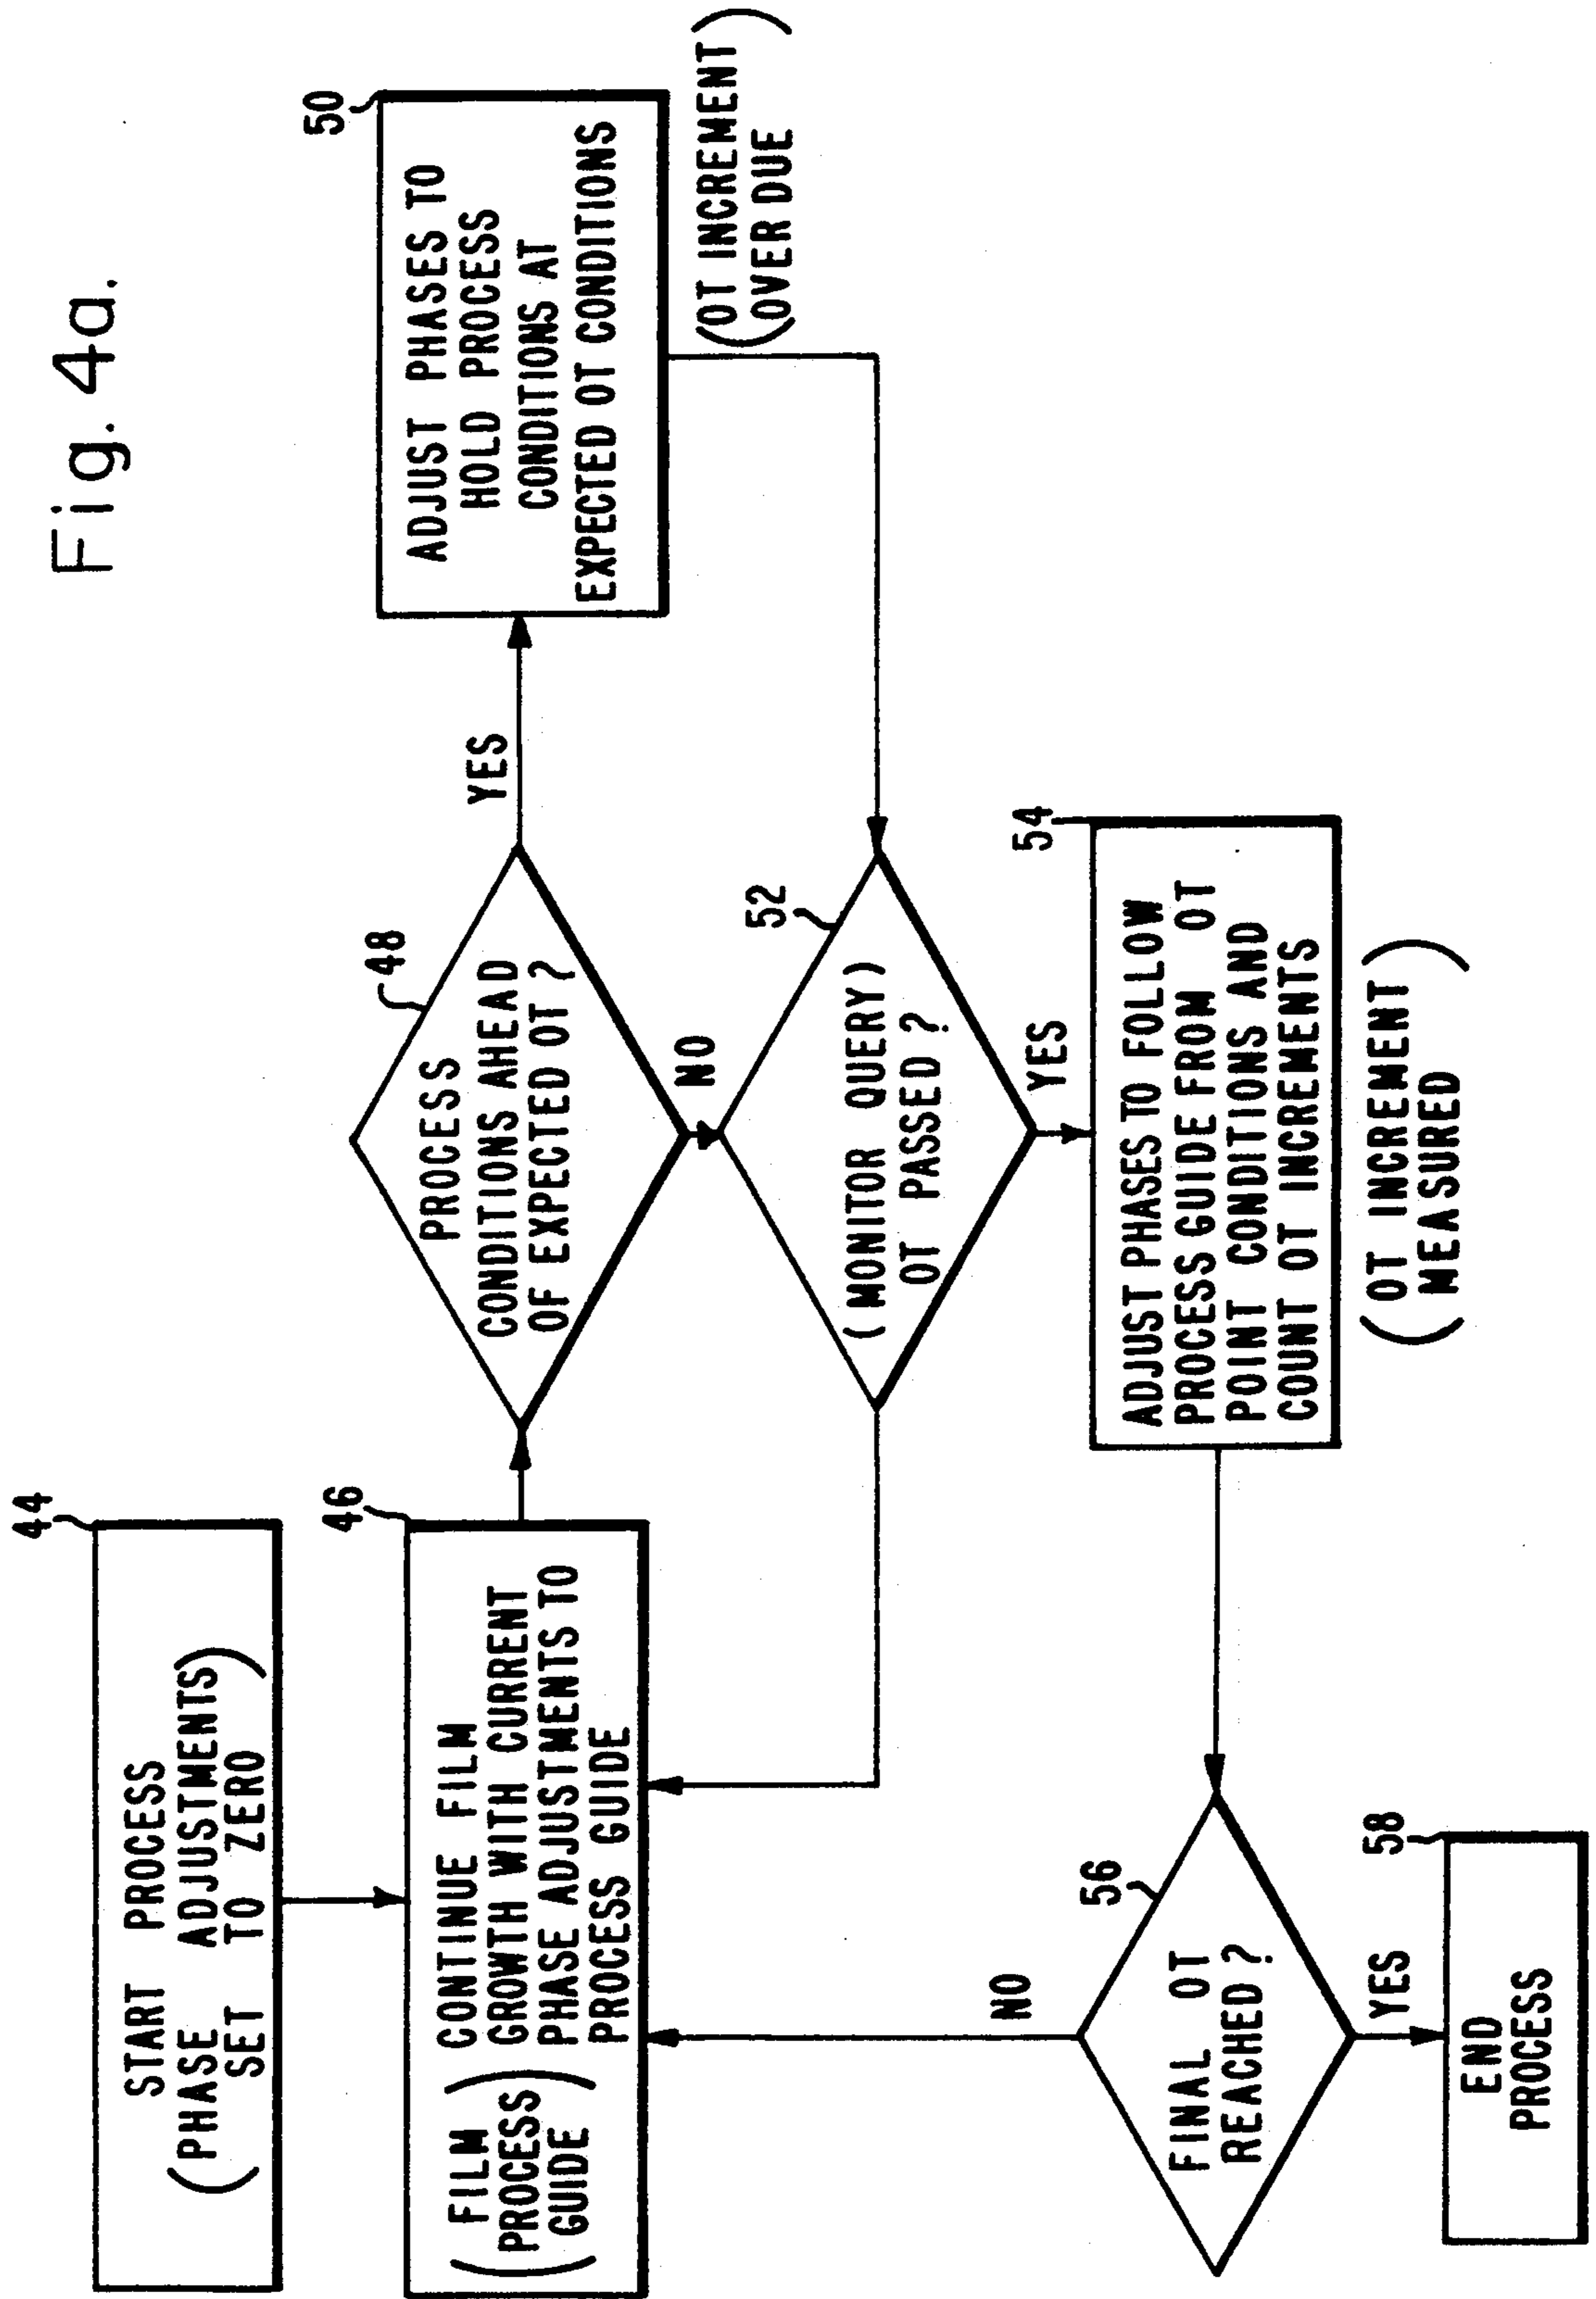 Fig. 4a.
44
START PROCESS
(PHASE ADJUSTMENTS)
SET TO ZERO
46
(FILM PROCESS GUIDE)
CONTINUE FILM
GROWTH WITH CURRENT
PHASE ADJUSTMENTS TO
PROCESS GUIDE
48
PROCESS
CONDITIONS AHEAD
OF EXPECTED OT ?
YES
NO
50
ADJUST PHASES TO
HOLD PROCESS
CONDITIONS AT
EXPECTED OT CONDITIONS
(OT INCREMENT)
OVER DUE
52
(MONITOR QUERY)
OT PASSED ?
YES
54
ADJUST PHASES TO FOLLOW
PROCESS GUIDE FROM OT
POINT CONDITIONS AND
COUNT OT INCREMENTS
(OT INCREMENT)
MEASURED
56
FINAL OT
REACHED ?
NO
YES
58
END
PROCESS